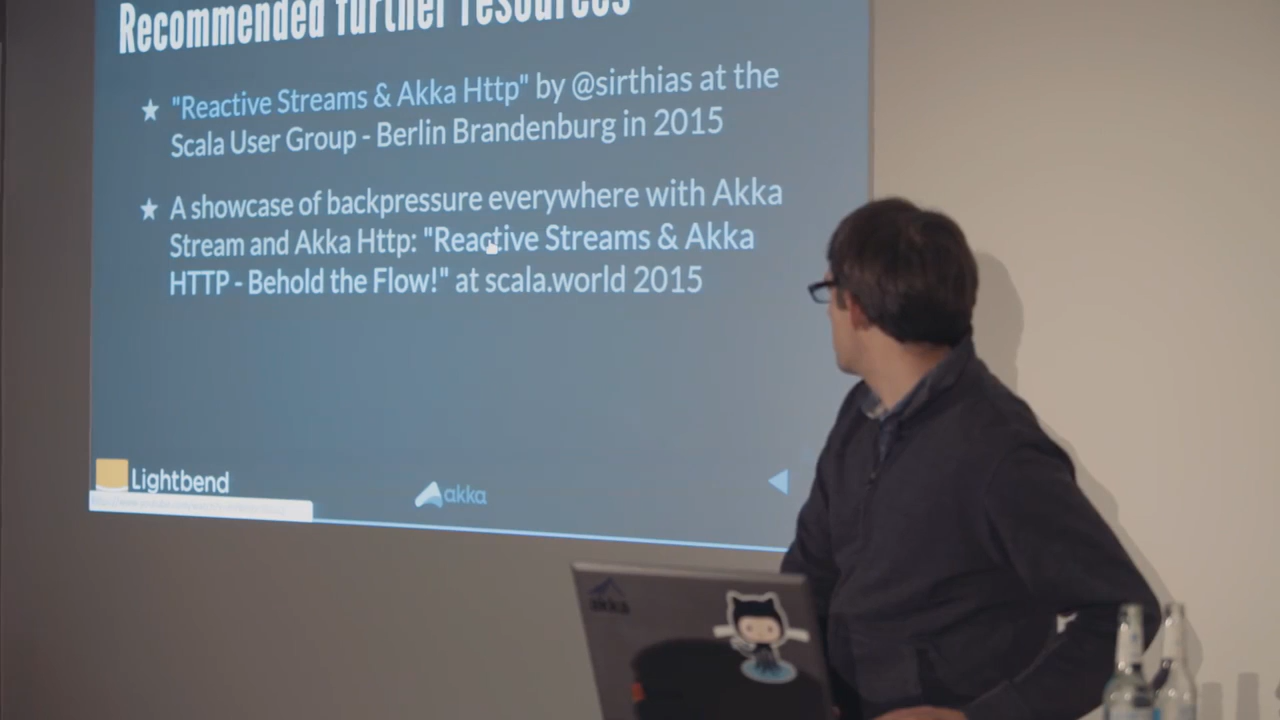 Recommended further resources
"Reactive Streams & Akka Http" by @sirthias at the
Scala User Group - Berlin Brandenburg in 2015
A showcase of backpressure everywhere with Akka
Stream and Akka Http: "Reactive Streams & Akka
HTTP - Behold the Flow!" at scala.world 2015
Lightbend
akka
akka